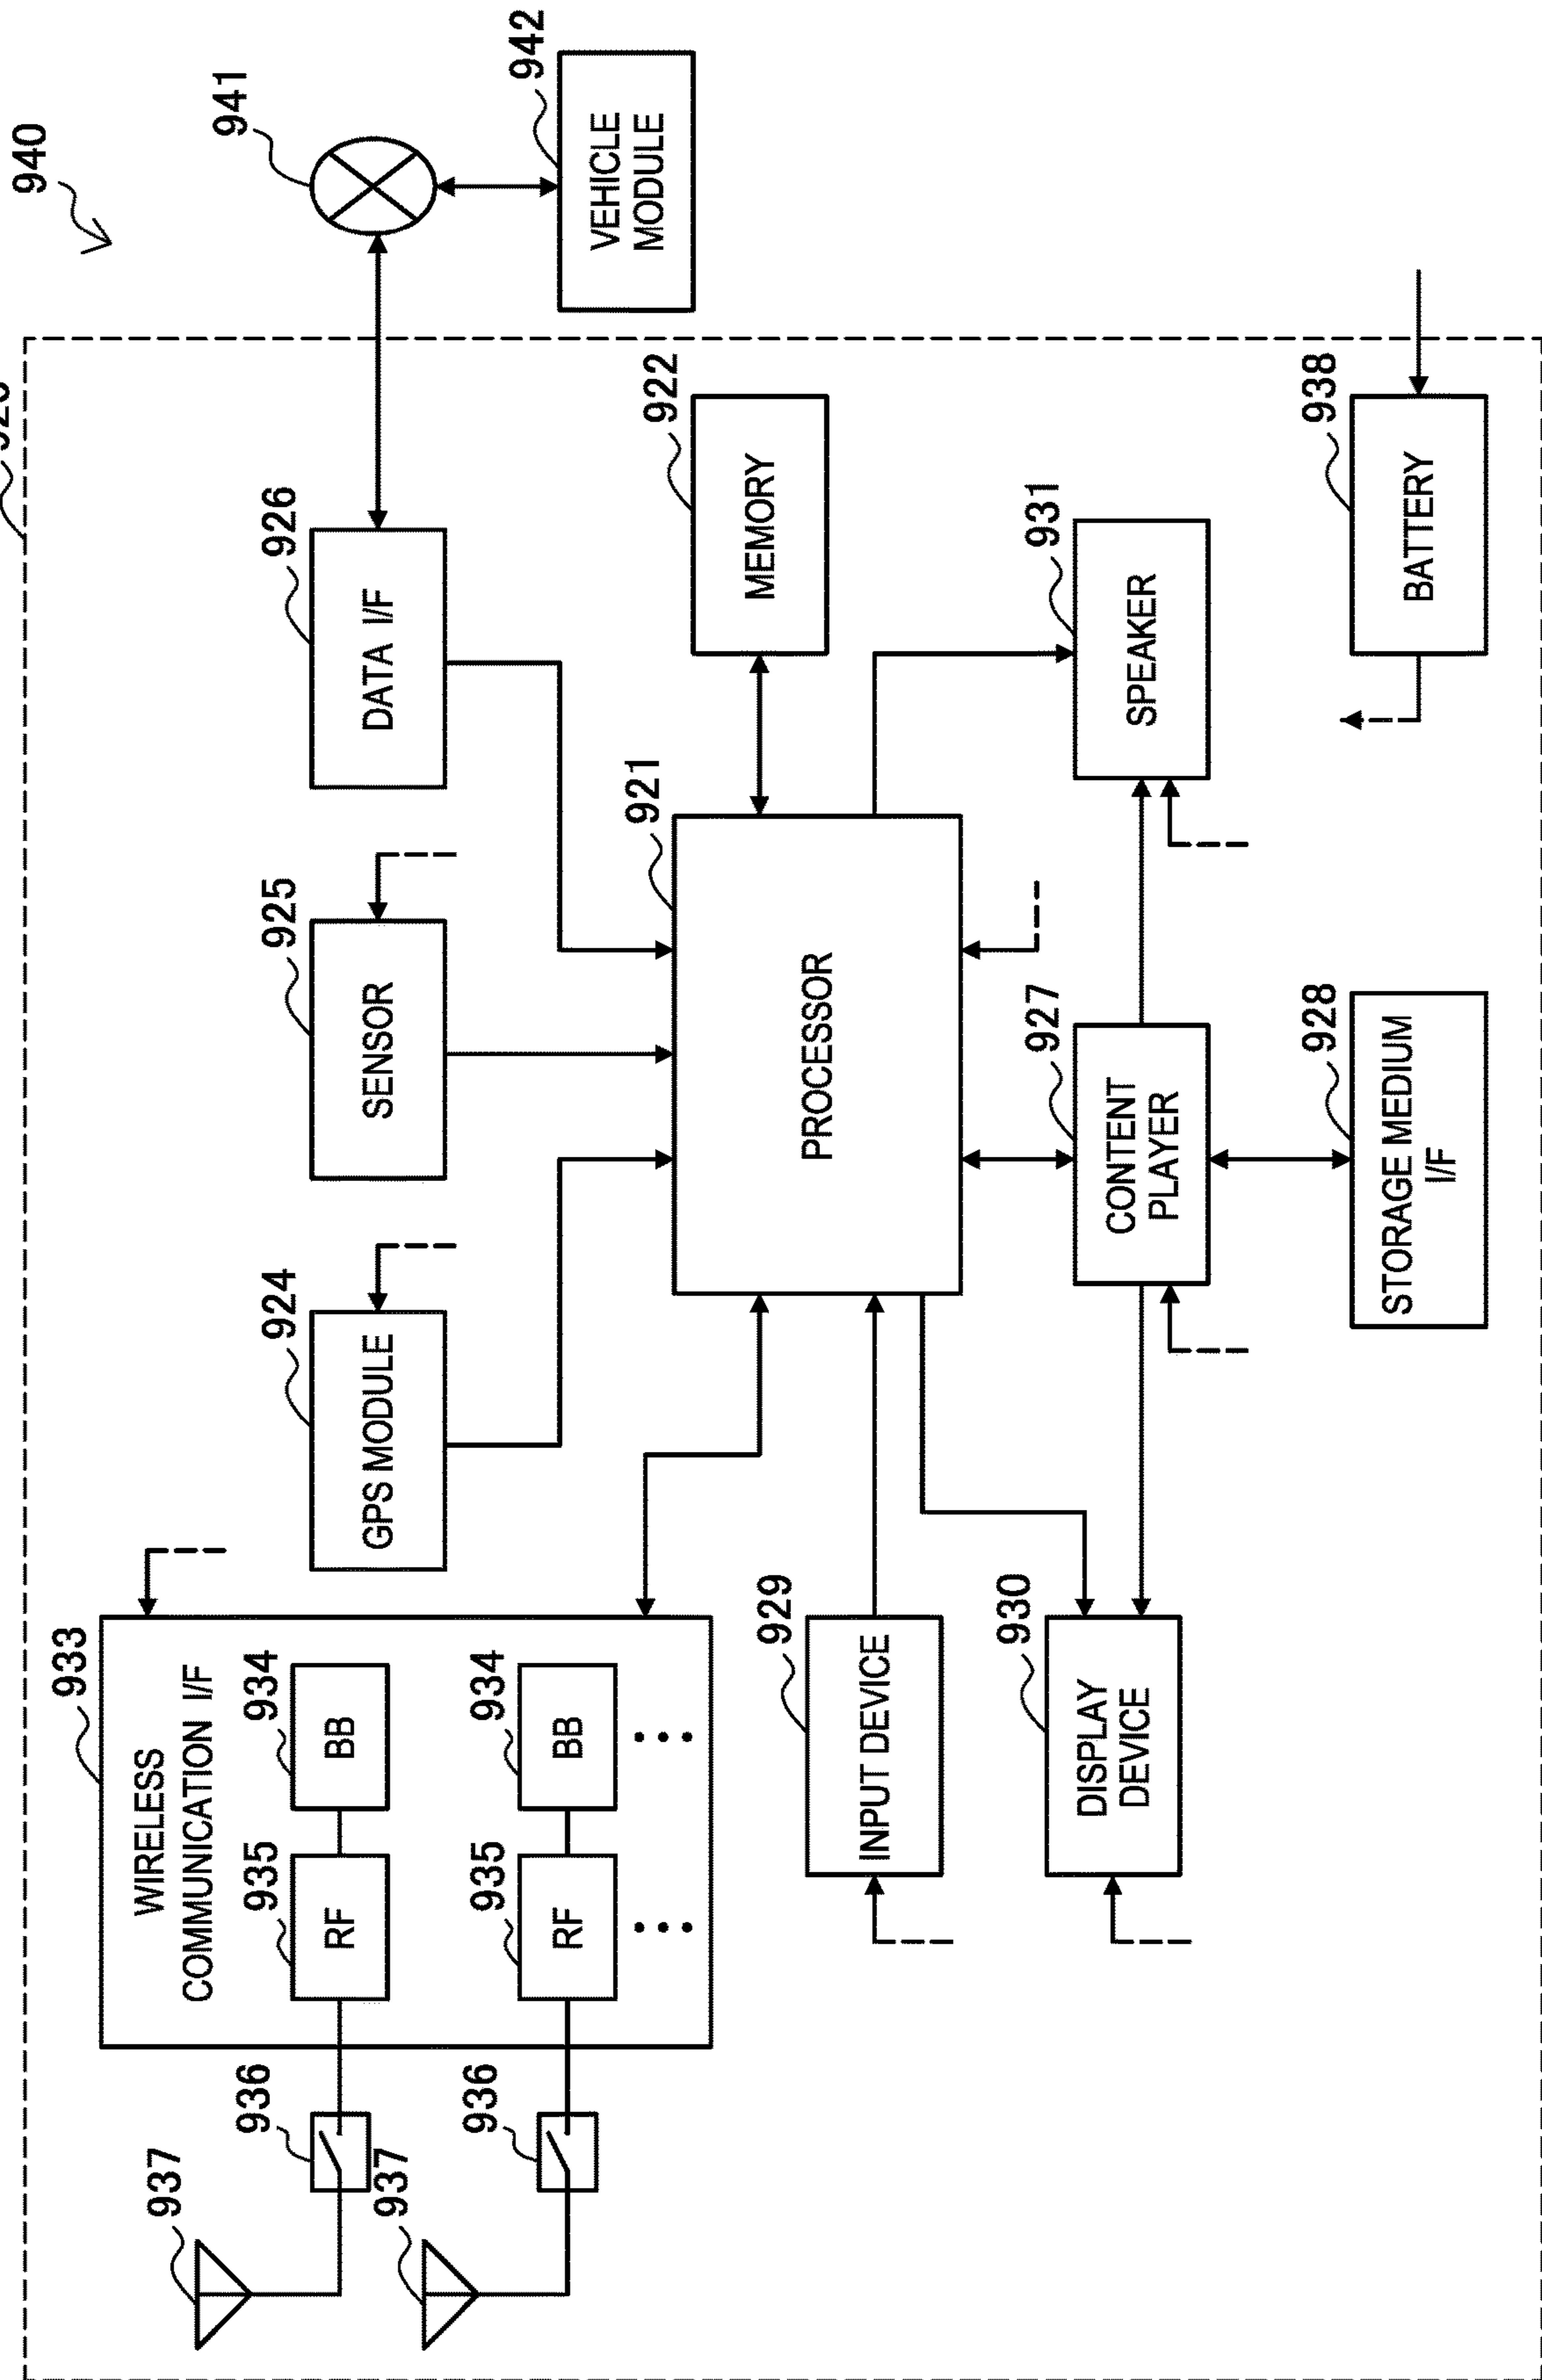 940
941
942
VEHICLE
MODULE
933
WIRELESS
COMMUNICATION I/F
937
936
935
RF
934
BB
937
936
935
RF
934
BB
924
GPS MODULE
925
SENSOR
926
DATA I/F
921
PROCESSOR
922
MEMORY
929
INPUT DEVICE
930
DISPLAY
DEVICE
927
CONTENT
PLAYER
931
SPEAKER
928
STORAGE MEDIUM
I/F
938
BATTERY